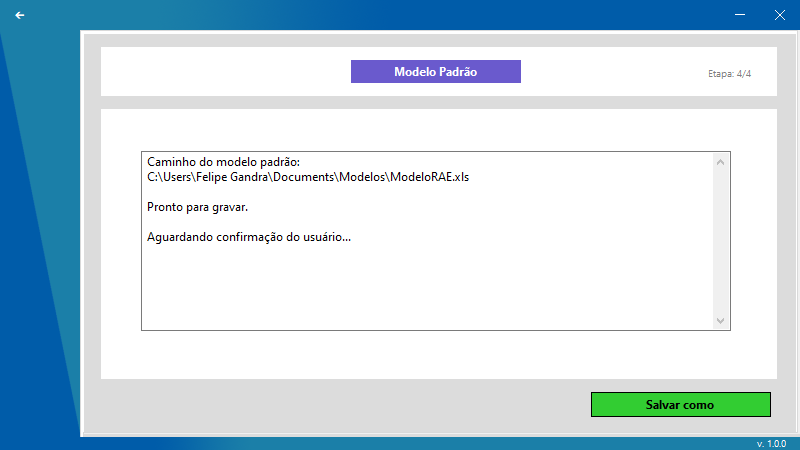 Modelo Padrão
Etapa: 4/4
Caminho do modelo padrão:
C:\Users\Felipe Gandra\Documents\Modelos\ModeloRAE.xls
Pronto para gravar.
Aguardando confirmação do usuário...
Salvar como
v. 1.0.0